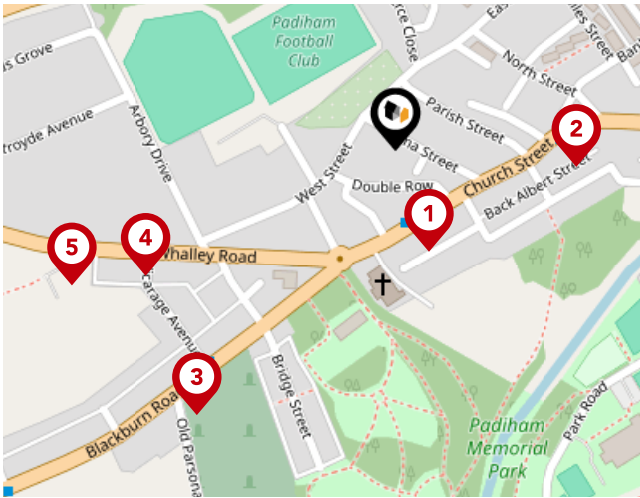 Padiham
Football
Club
North Street
Parish Street
Arbory Drive
2
West Street
Double Row
Church Street
Back Albert Street
1
4
5
Whalley Road
3
Bridge Street
Blackburn
Padiham
Memorial
Park
Park Road